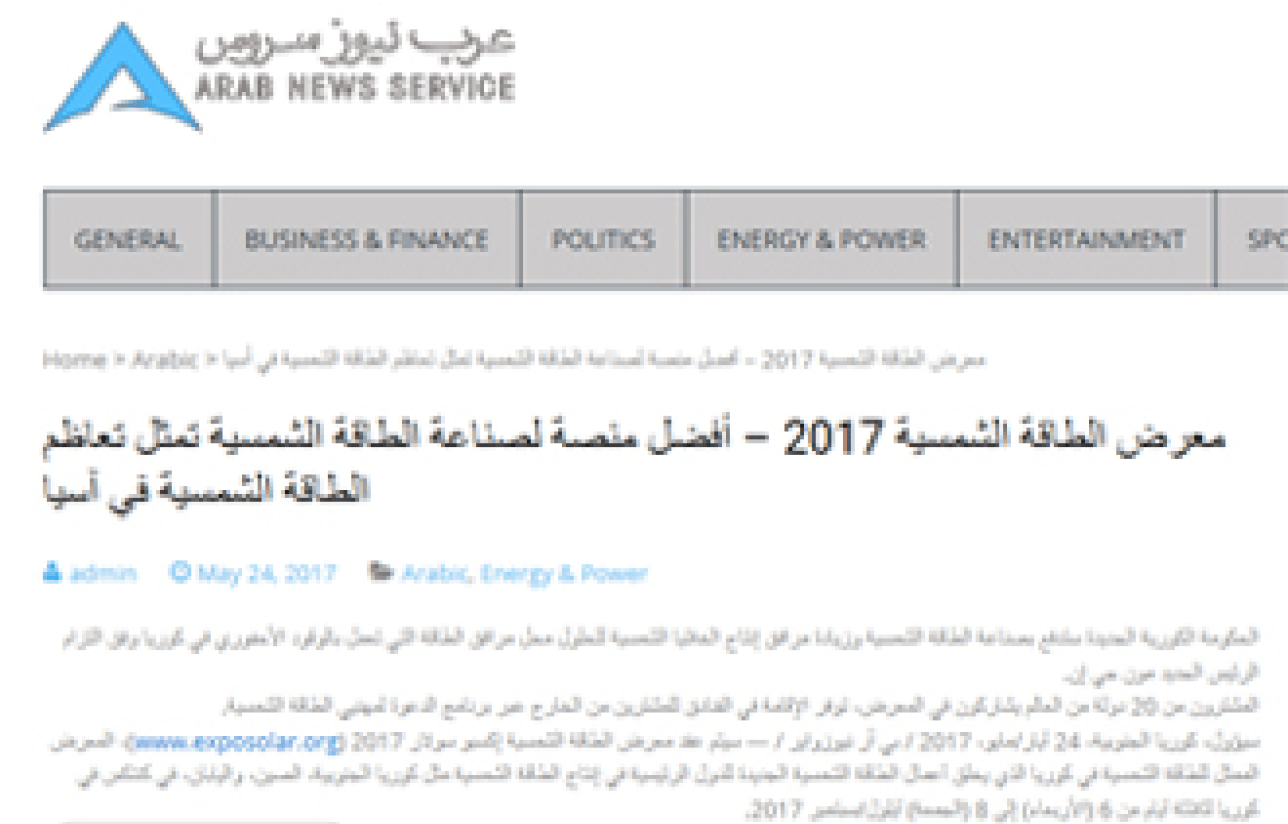 عرب نيوز سروس
ARAB NEWS SERVICE
GENERAL
BUSINESS & FINANCE
POLITICS
ENERGY & POWER
ENTERTAINMENT
SPO
Home > Arabic > معرض الطاقة الشمسية 2017 – أفضل منصة لصناعة الطاقة الشمسية تمثل تعاظم الطاقة الشمسية في آسيا
معرض الطاقة الشمسية 2017 – أفضل منصة لصناعة الطاقة الشمسية تمثل تعاظم
الطاقة الشمسية في آسيا
admin May 24, 2017 Arabic, Energy & Power
الحكومة الكورية الجديدة ستدفع بصناعة الطاقة الشمسية وزيادة مرافق إنتاج الخلايا الشمسية للحلول محل مرافق الطاقة التي تعمل بالوقود الأحفوري في كوريا وفق التزام
الرئيس الجديد مون جي إن.
المشترون من 20 دولة من العالم يشاركون في المعرض، توفر الإقامة في الفنادق للمشترين من الخارج عبر برنامج الدعوة لمهنيي الطاقة الشمسية.
سيؤول، كوريا الجنوبية، 24 أيار/مايو، 2017 / بي آر نيوزواير / — سيتم عقد معرض الطاقة الشمسية إكسبو سولار 2017 (www.exposolar.org)، المعرض
الممثل للطاقة الشمسية في كوريا الذي يحلق أعمال الطاقة الشمسية الجديدة للدول الرئيسية في إنتاج الطاقة الشمسية مثل كوريا الجنوبية، الصين، واليابان، في كنتكس في
كوريا لثلاثة أيام من 6 (الأربعاء) إلى 8 (الجمعة) أيلول/سبتمبر 2017.